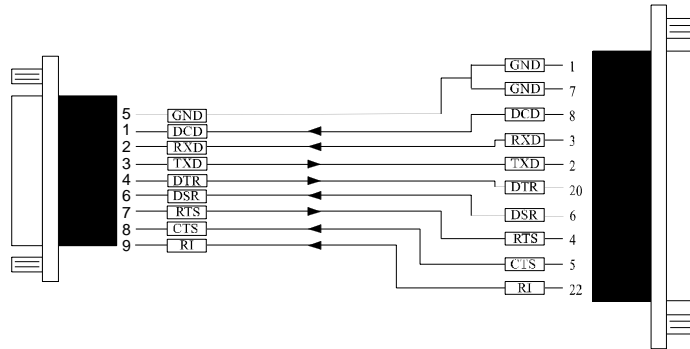 GND 1
GND 7
5 GND
DCD 8
1 DCD
RXD 3
2 RXD
3 TXD
TXD 2
4 DTR
DTR 20
6 DSR
7 RTS
DSR 6
8 CTS
RTS 4
9 RI
CTS 5
RI 22